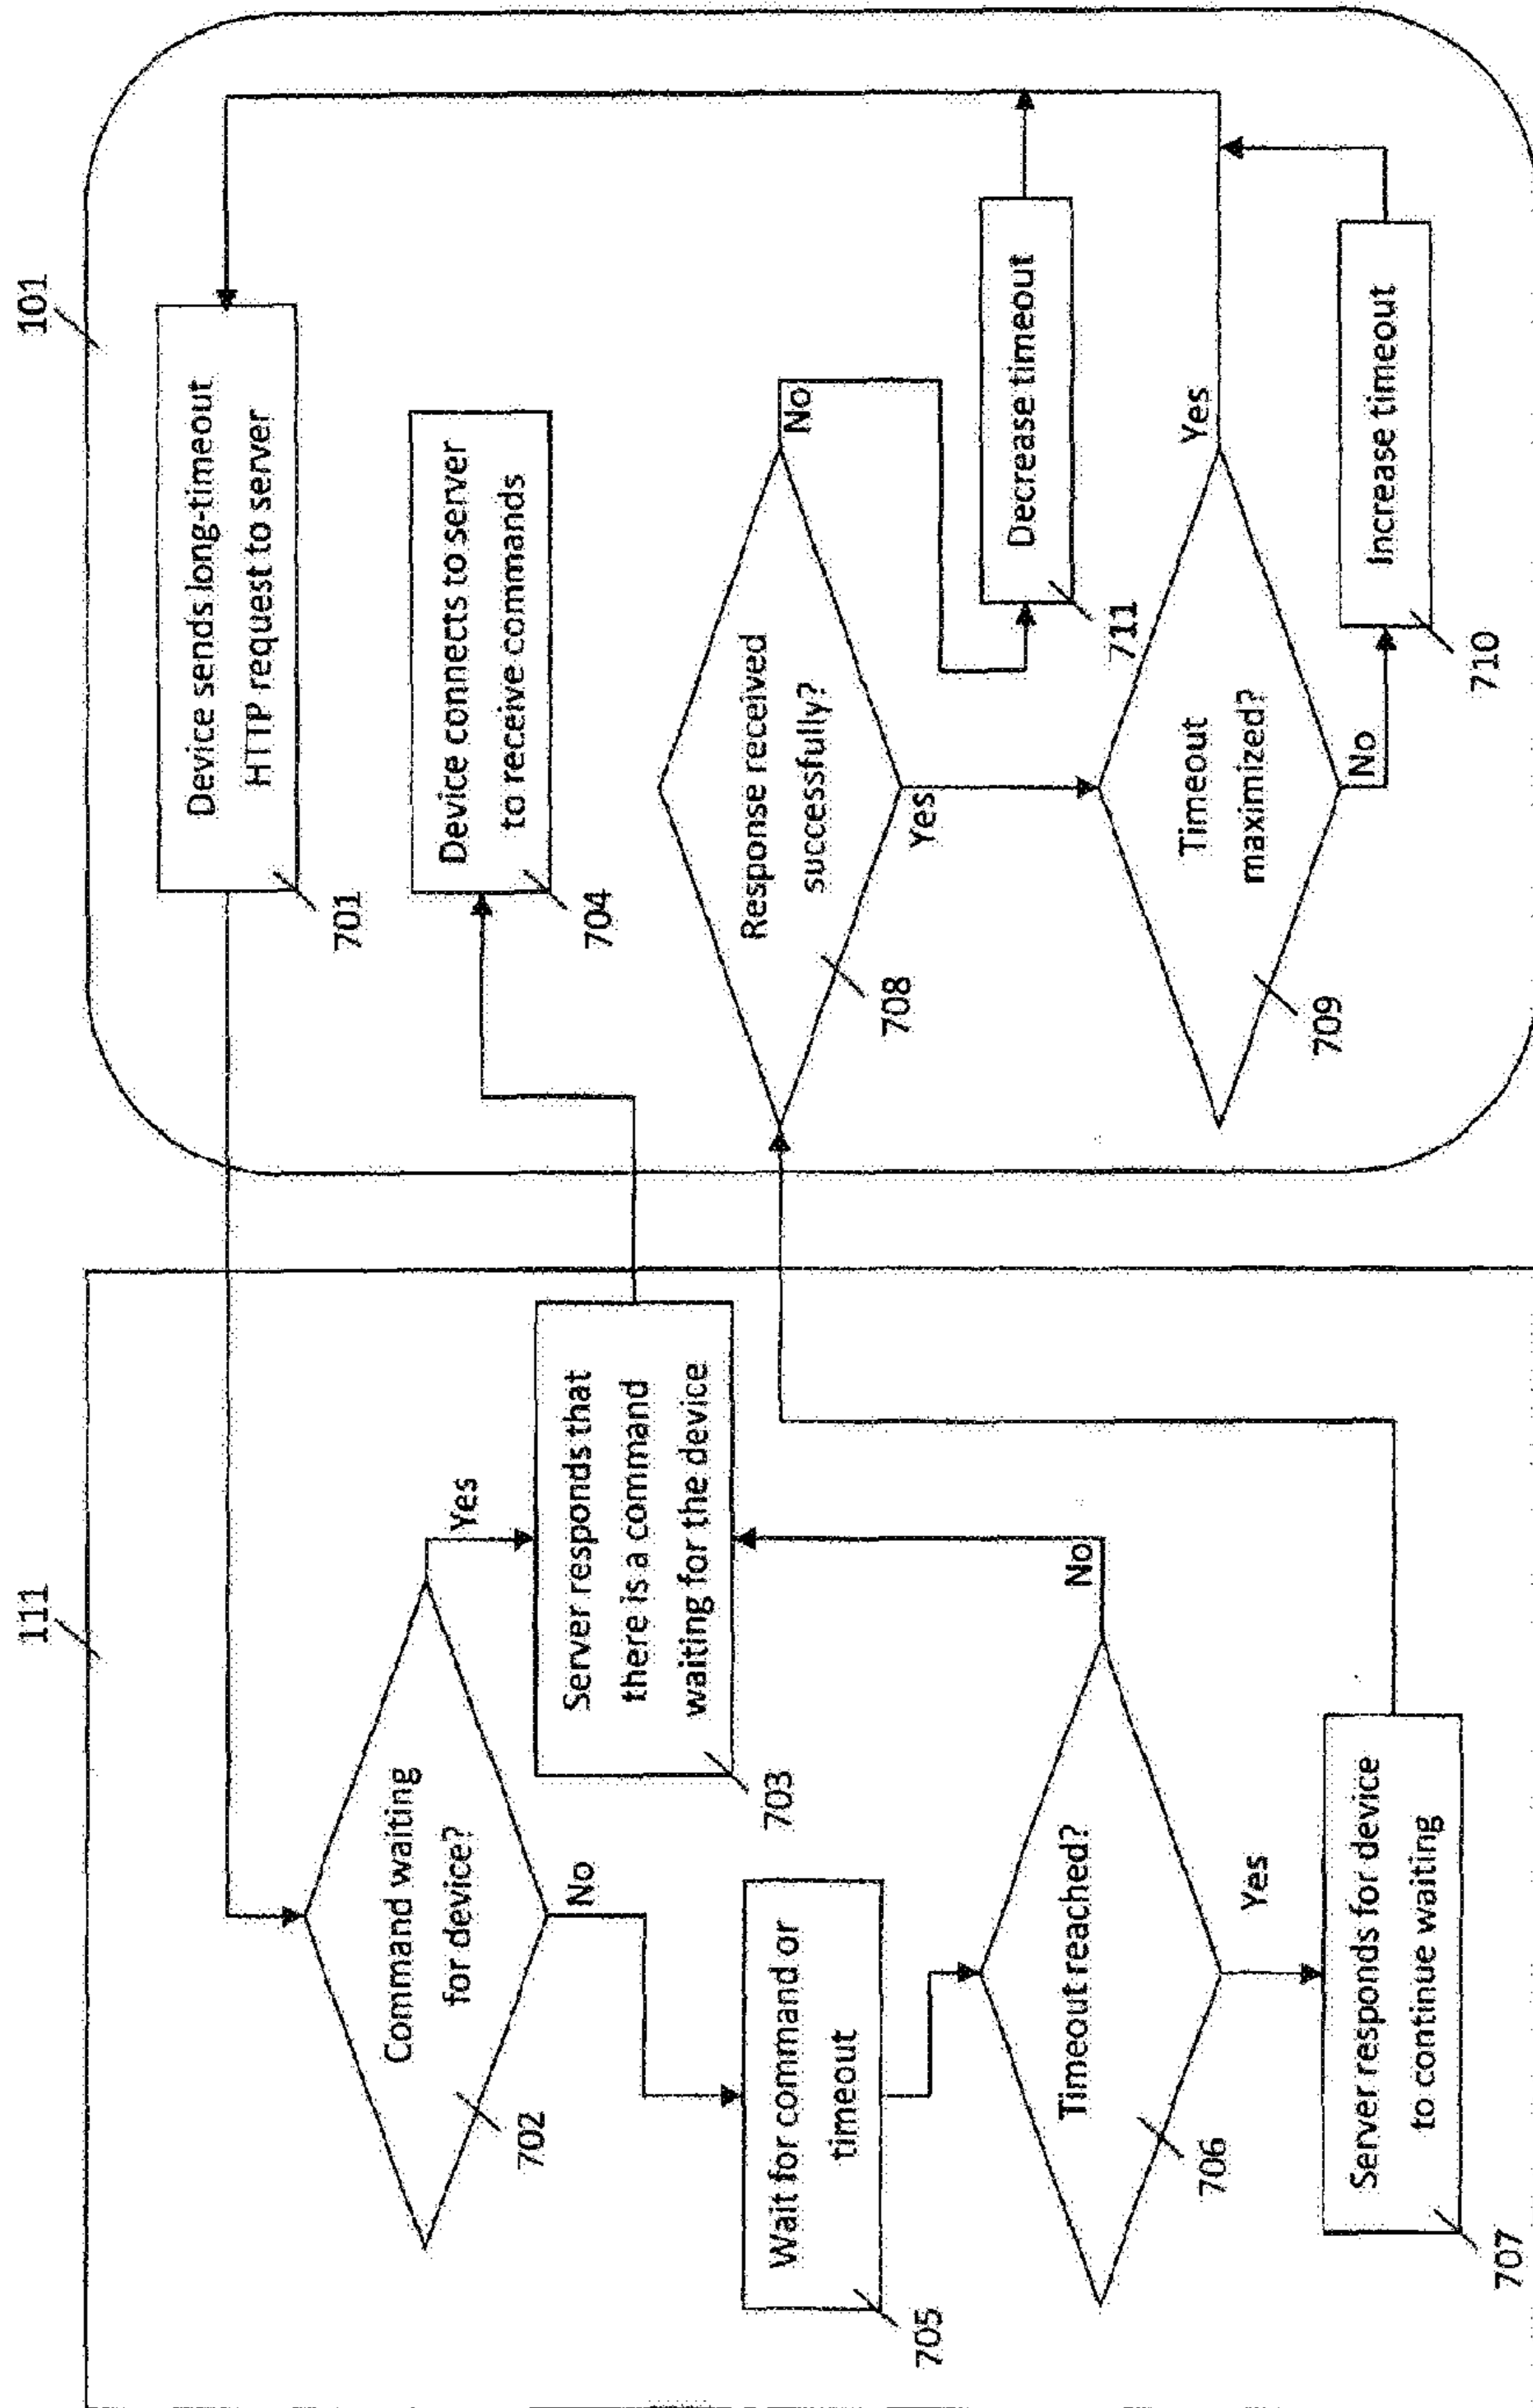 111
Command waiting
for device?
702
Yes
No
Server responds that
there is a command
waiting for the device
703
Wait for command or
timeout
705
Timeout reached?
706
No
Yes
Server responds for device
to continue waiting
707
101
Device sends long-timeout
HTTP request to server
701
Device connects to server
to receive commands
704
Response received
successfully?
708
No
Yes
Decrease timeout
711
Timeout
maximized?
709
Yes
No
Increase timeout
710